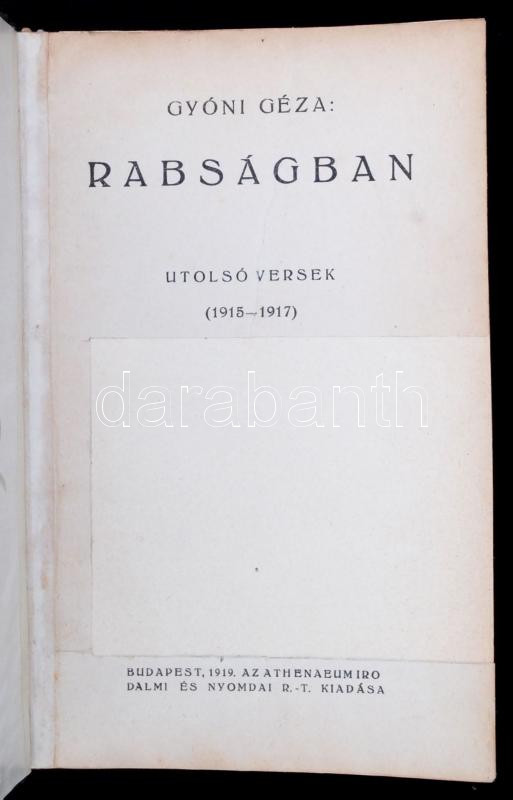 GYÓNI GÉZA:
RABSÁGBAN
UTOLSÓ VERSEK
(1915—1917)
darabanth
BUDAPEST, 1919. AZ ATHENAEUM IRO
DALMI ÉS NYOMDAI R.-T. KIADÁSA